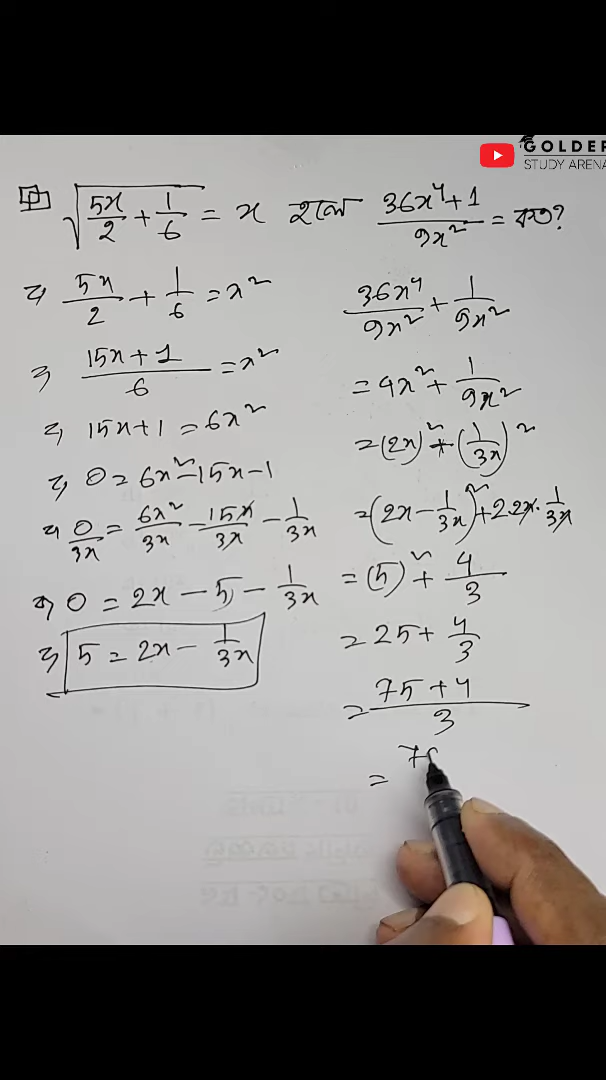 GOLDEN
STUDY ARENA
√(5x/2 + 1/6) = x হলে (36x⁴+1)/9x² = কত?
⇒ 5x/2 + 1/6 = x²
⇒ (15x+1)/6 = x²
⇒ 15x+1 = 6x²
⇒ 0 = 6x² - 15x - 1
⇒ 0/3x = 6x²/3x - 15x/3x - 1/3x
⇒ 0 = 2x - 5 - 1/3x
⇒ 5 = 2x - 1/3x
36x⁴/9x² + 1/9x²
= 4x² + 1/9x²
= (2x)² + (1/3x)²
= (2x - 1/3x)² + 2.2x.1/3x
= (5)² + 4/3
= 25 + 4/3
= (75+4)/3
= 7